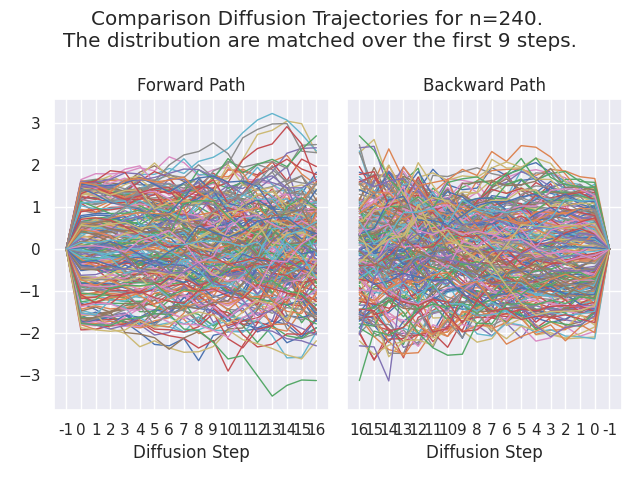 Comparison Diffusion Trajectories for n=240.
The distribution are matched over the first 9 steps.
Forward Path
Backward Path
3
2
1
0
−1
−2
−3
-1 0 1 2 3 4 5 6 7 8 9 10 11 12 13 14 15 16
16 15 14 13 12 11 10 9 8 7 6 5 4 3 2 1 0 -1
Diffusion Step
Diffusion Step